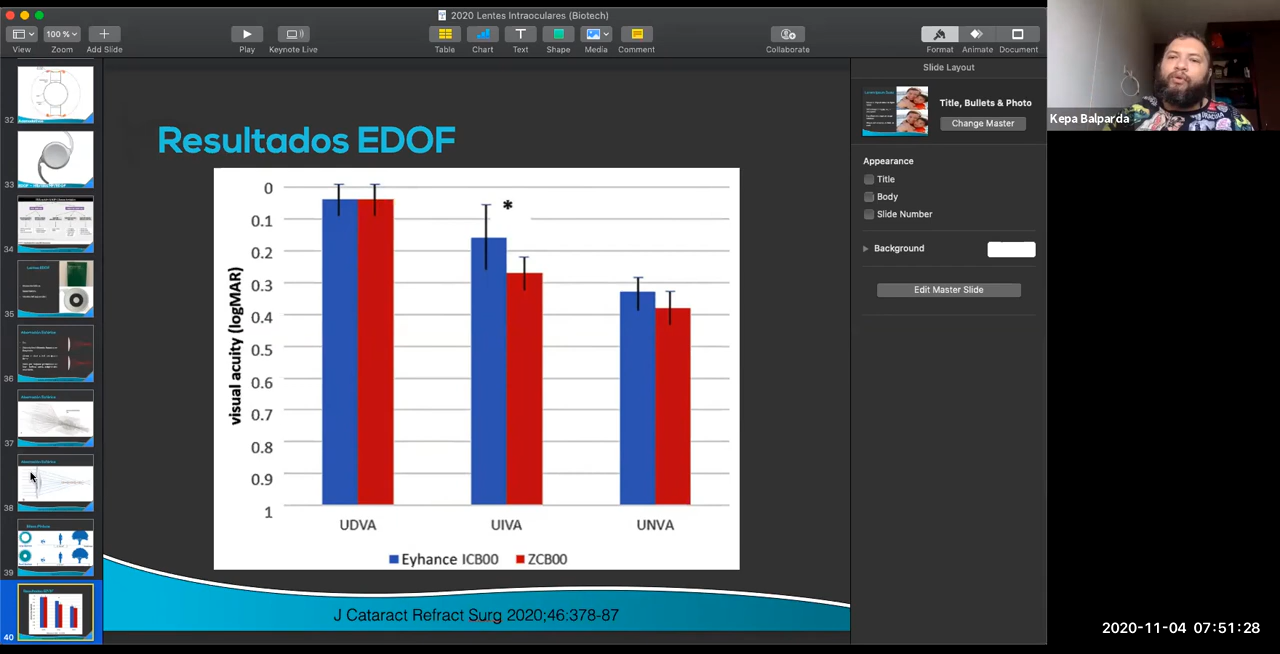 2020 Lentes Intraoculares (Biotech)
100 %
View
Zoom
Add Slide
Play
Keynote Live
Table
Chart
Text
Shape
Media
Comment
Collaborate
Format
Animate
Document
32
33
34
35
36
37
38
39
40
Resultados EDOF
visual acuity (logMAR)
0
0.1
0.2
0.3
0.4
0.5
0.6
0.7
0.8
0.9
1
*
UDVA
UIVA
UNVA
Eyhance ICB00
ZCB00
J Cataract Refract Surg 2020;46:378-87
Slide Layout
Title, Bullets & Photo
Change Master
Appearance
Title
Body
Slide Number
Background
Edit Master Slide
Kepa Balparda
2020-11-04 07:51:28